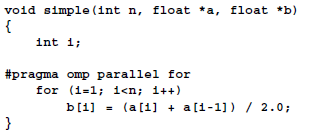 void simple(int n, float *a, float *b)
{
    int i;

#pragma omp parallel for
    for (i=1; i<n; i++)
        b[i] = (a[i] + a[i-1]) / 2.0;
}